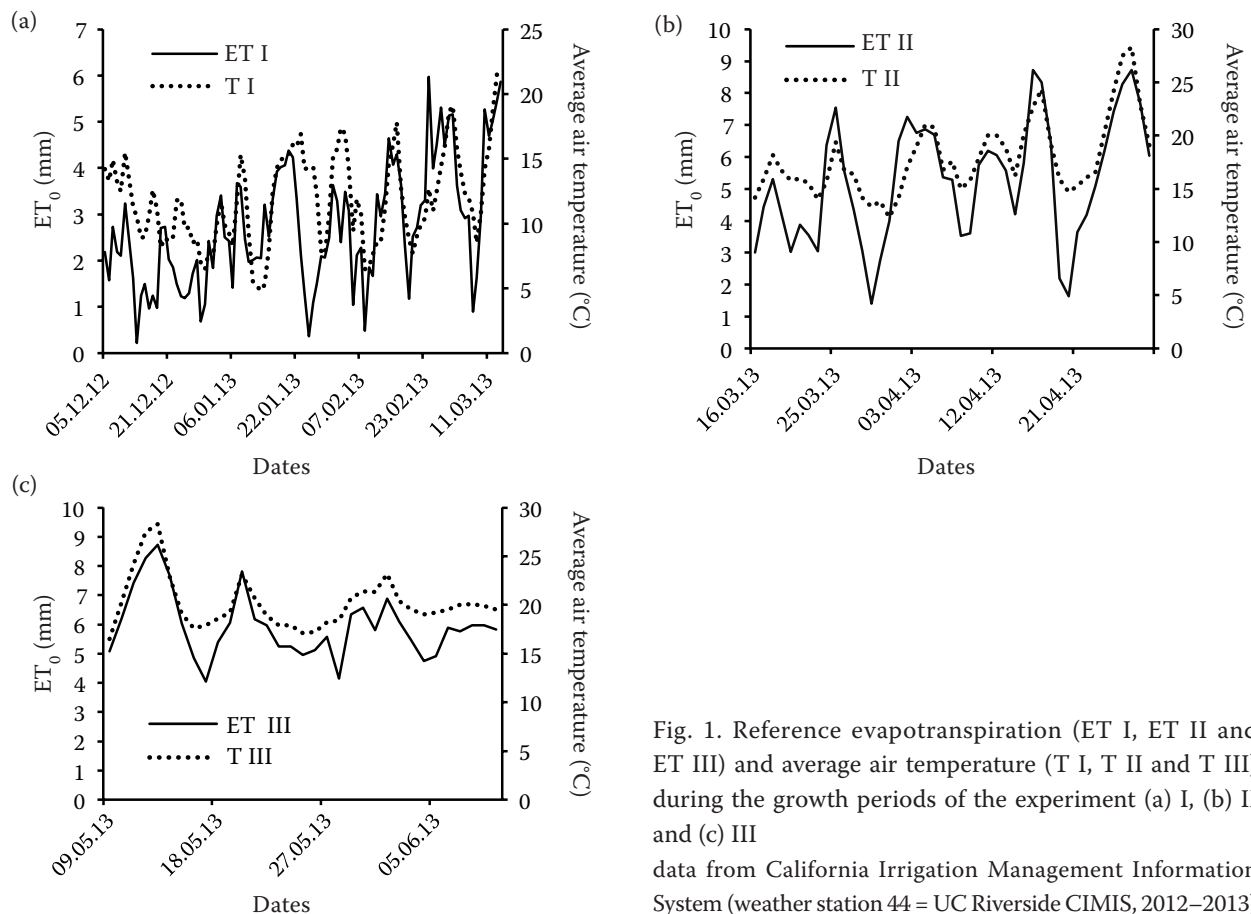 (a)
7
6
5
4
3
2
1
0
ET0 (mm)
ET I
T I
25
20
15
10
5
0
Average air temperature (°C)
05.12.12
21.12.12
06.01.13
22.01.13
07.02.13
23.02.13
11.03.13
Dates
(b)
10
9
8
7
6
5
4
3
2
1
0
ET0 (mm)
ET II
T II
30
25
20
15
10
5
0
Average air temperature (°C)
16.03.13
25.03.13
03.04.13
12.04.13
21.04.13
Dates
(c)
10
9
8
7
6
5
4
3
2
1
0
ET0 (mm)
ET III
T III
30
25
20
15
10
5
0
Average air temperature (°C)
09.05.13
18.05.13
27.05.13
05.06.13
Dates
Fig. 1. Reference evapotranspiration (ET I, ET II and
ET III) and average air temperature (T I, T II and T III)
during the growth periods of the experiment (a) I, (b) II
and (c) III
data from California Irrigation Management Information
System (weather station 44 = UC Riverside CIMIS, 2012–2013)